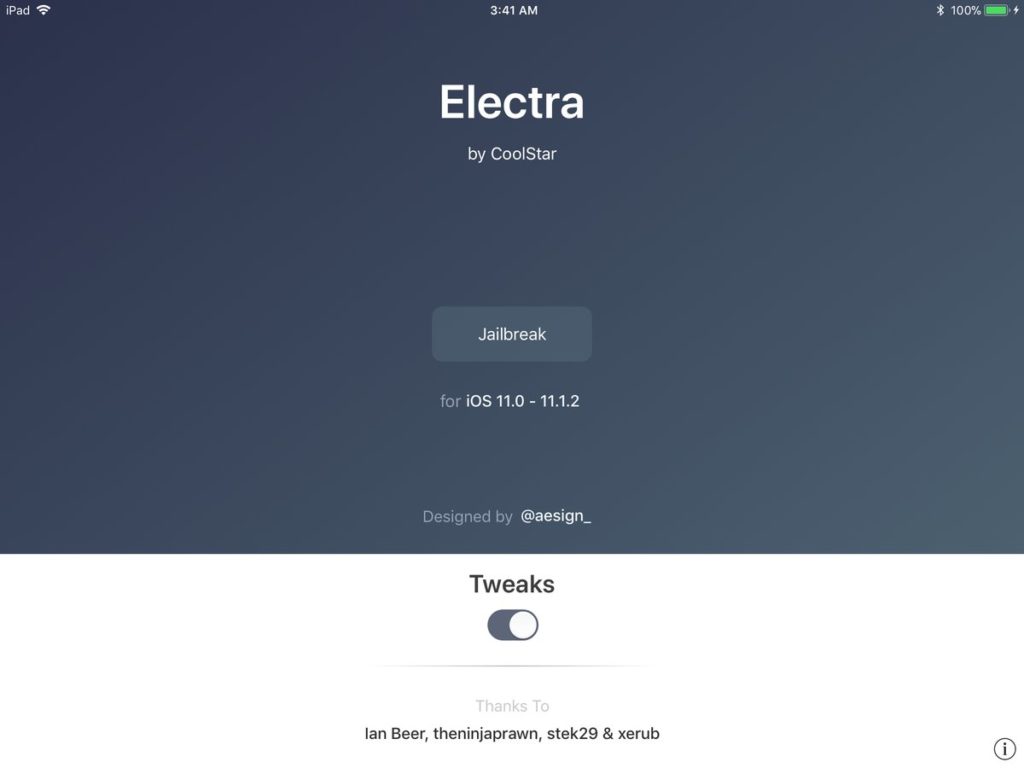 iPad 3:41 AM 100%
Electra
by CoolStar
Jailbreak
for iOS 11.0 - 11.1.2
Designed by @aesign_
Tweaks
Thanks To
Ian Beer, theninjaprawn, stek29 & xerub